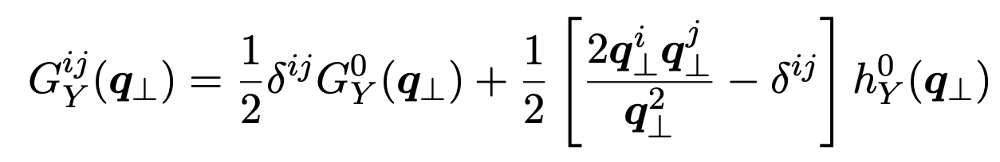 $G_Y^{ij}(\boldsymbol{q}_\perp) = \frac{1}{2}\delta^{ij} G_Y^0(\boldsymbol{q}_\perp) + \frac{1}{2}\left[\frac{2\boldsymbol{q}_\perp^i \boldsymbol{q}_\perp^j}{\boldsymbol{q}_\perp^2} - \delta^{ij}\right] h_Y^0(\boldsymbol{q}_\perp)$